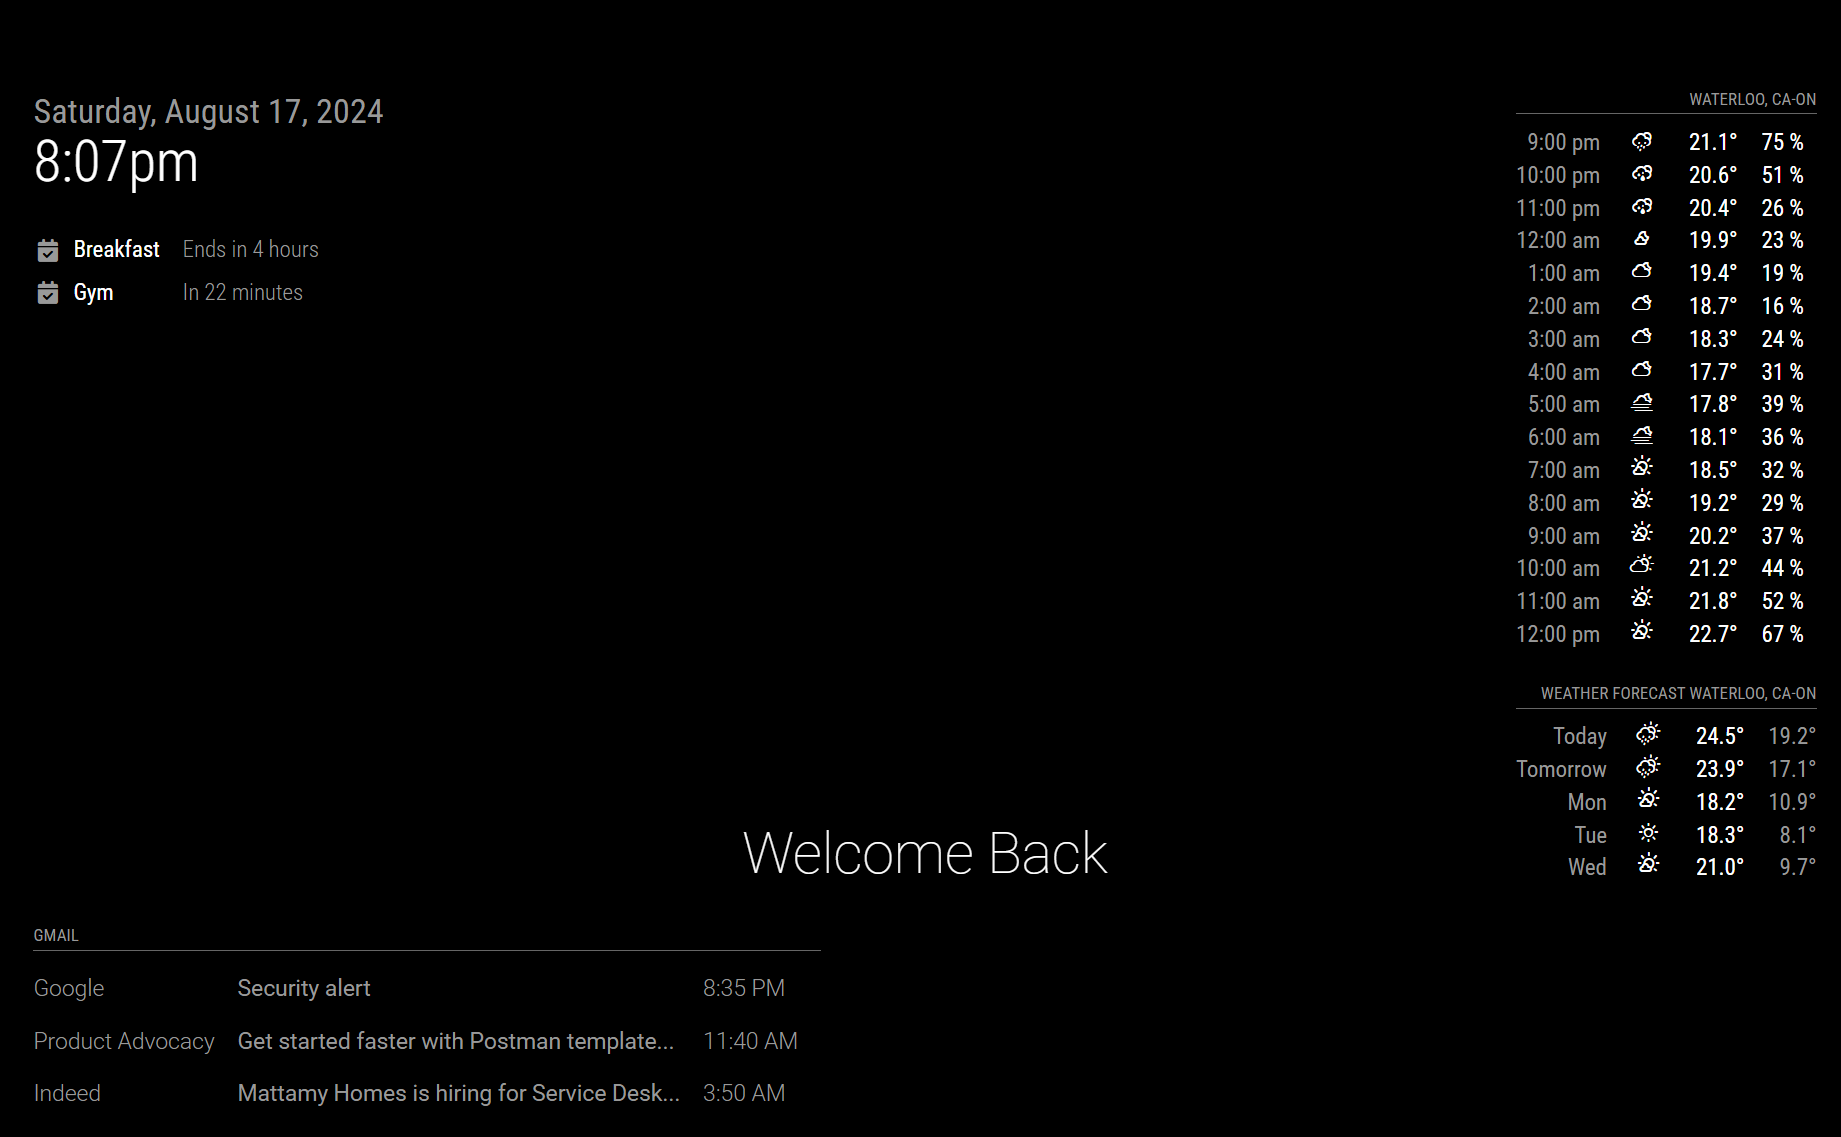 Saturday, August 17, 2024
8:07pm
Breakfast Ends in 4 hours
Gym In 22 minutes
WATERLOO, CA-ON
9:00 pm 21.1° 75 %
10:00 pm 20.6° 51 %
11:00 pm 20.4° 26 %
12:00 am 19.9° 23 %
1:00 am 19.4° 19 %
2:00 am 18.7° 16 %
3:00 am 18.3° 24 %
4:00 am 17.7° 31 %
5:00 am 17.8° 39 %
6:00 am 18.1° 36 %
7:00 am 18.5° 32 %
8:00 am 19.2° 29 %
9:00 am 20.2° 37 %
10:00 am 21.2° 44 %
11:00 am 21.8° 52 %
12:00 pm 22.7° 67 %
WEATHER FORECAST WATERLOO, CA-ON
Today 24.5° 19.2°
Tomorrow 23.9° 17.1°
Mon 18.2° 10.9°
Tue 18.3° 8.1°
Wed 21.0° 9.7°
Welcome Back
GMAIL
Google Security alert 8:35 PM
Product Advocacy Get started faster with Postman template... 11:40 AM
Indeed Mattamy Homes is hiring for Service Desk... 3:50 AM